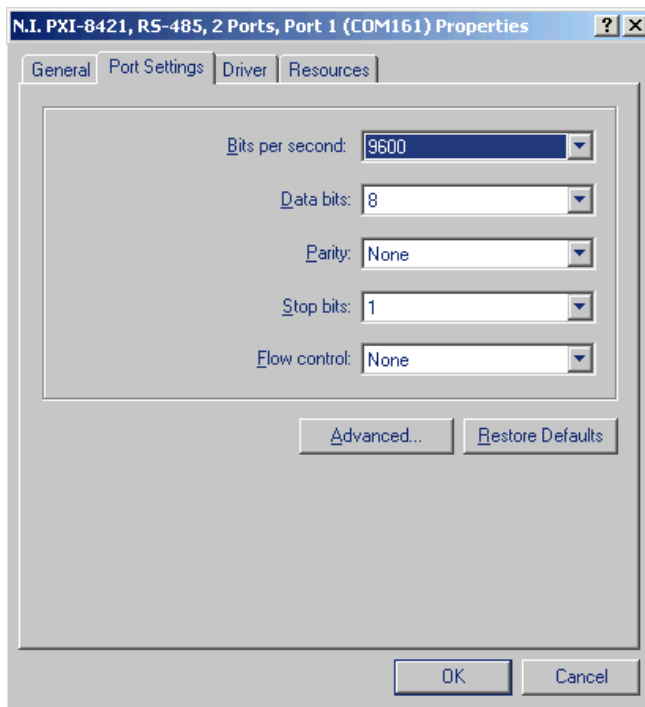 N.I. PXI-8421, RS-485, 2 Ports, Port 1 (COM161) Properties
General Port Settings Driver Resources
Bits per second: 9600
Data bits: 8
Parity: None
Stop bits: 1
Flow control: None
Advanced... Restore Defaults
OK Cancel